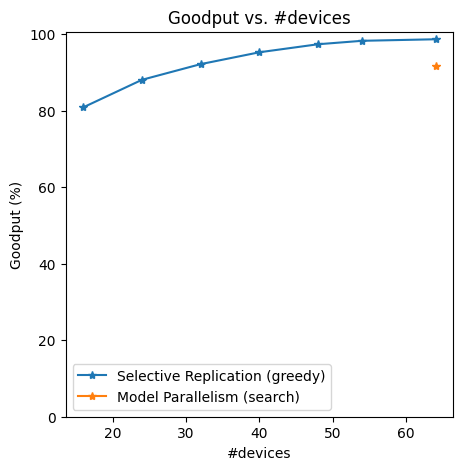 Goodput vs. #devices
100
80
60
40
20
0
Goodput (%)
Selective Replication (greedy)
Model Parallelism (search)
20 30 40 50 60
#devices